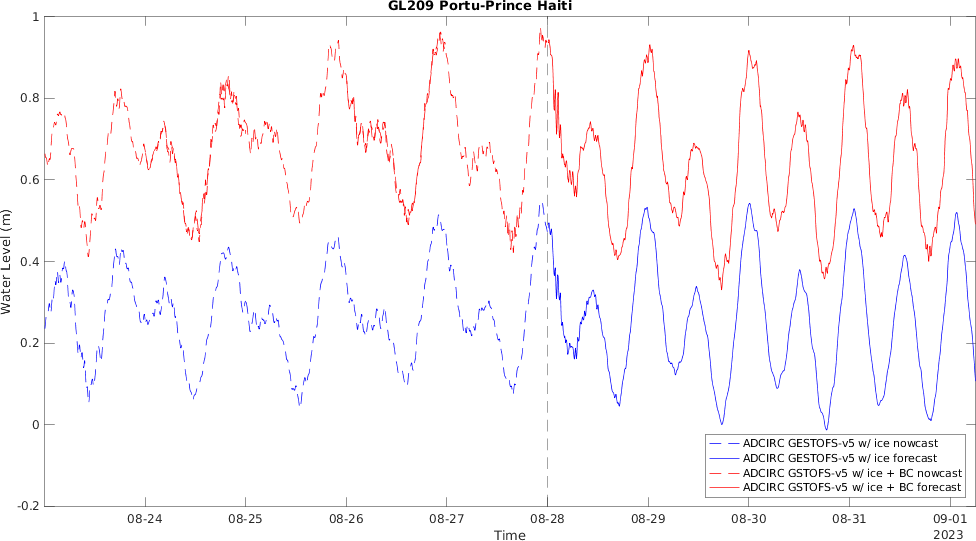 GL209 Portu-Prince Haiti
1
0.8
0.6
0.4
0.2
0
-0.2
Water Level (m)
ADCIRC GESTOFS-v5 w/ ice nowcast
ADCIRC GESTOFS-v5 w/ ice forecast
ADCIRC GSTOFS-v5 w/ ice + BC nowcast
ADCIRC GSTOFS-v5 w/ ice + BC forecast
08-24 08-25 08-26 08-27 08-28 08-29 08-30 08-31 09-01
Time 2023